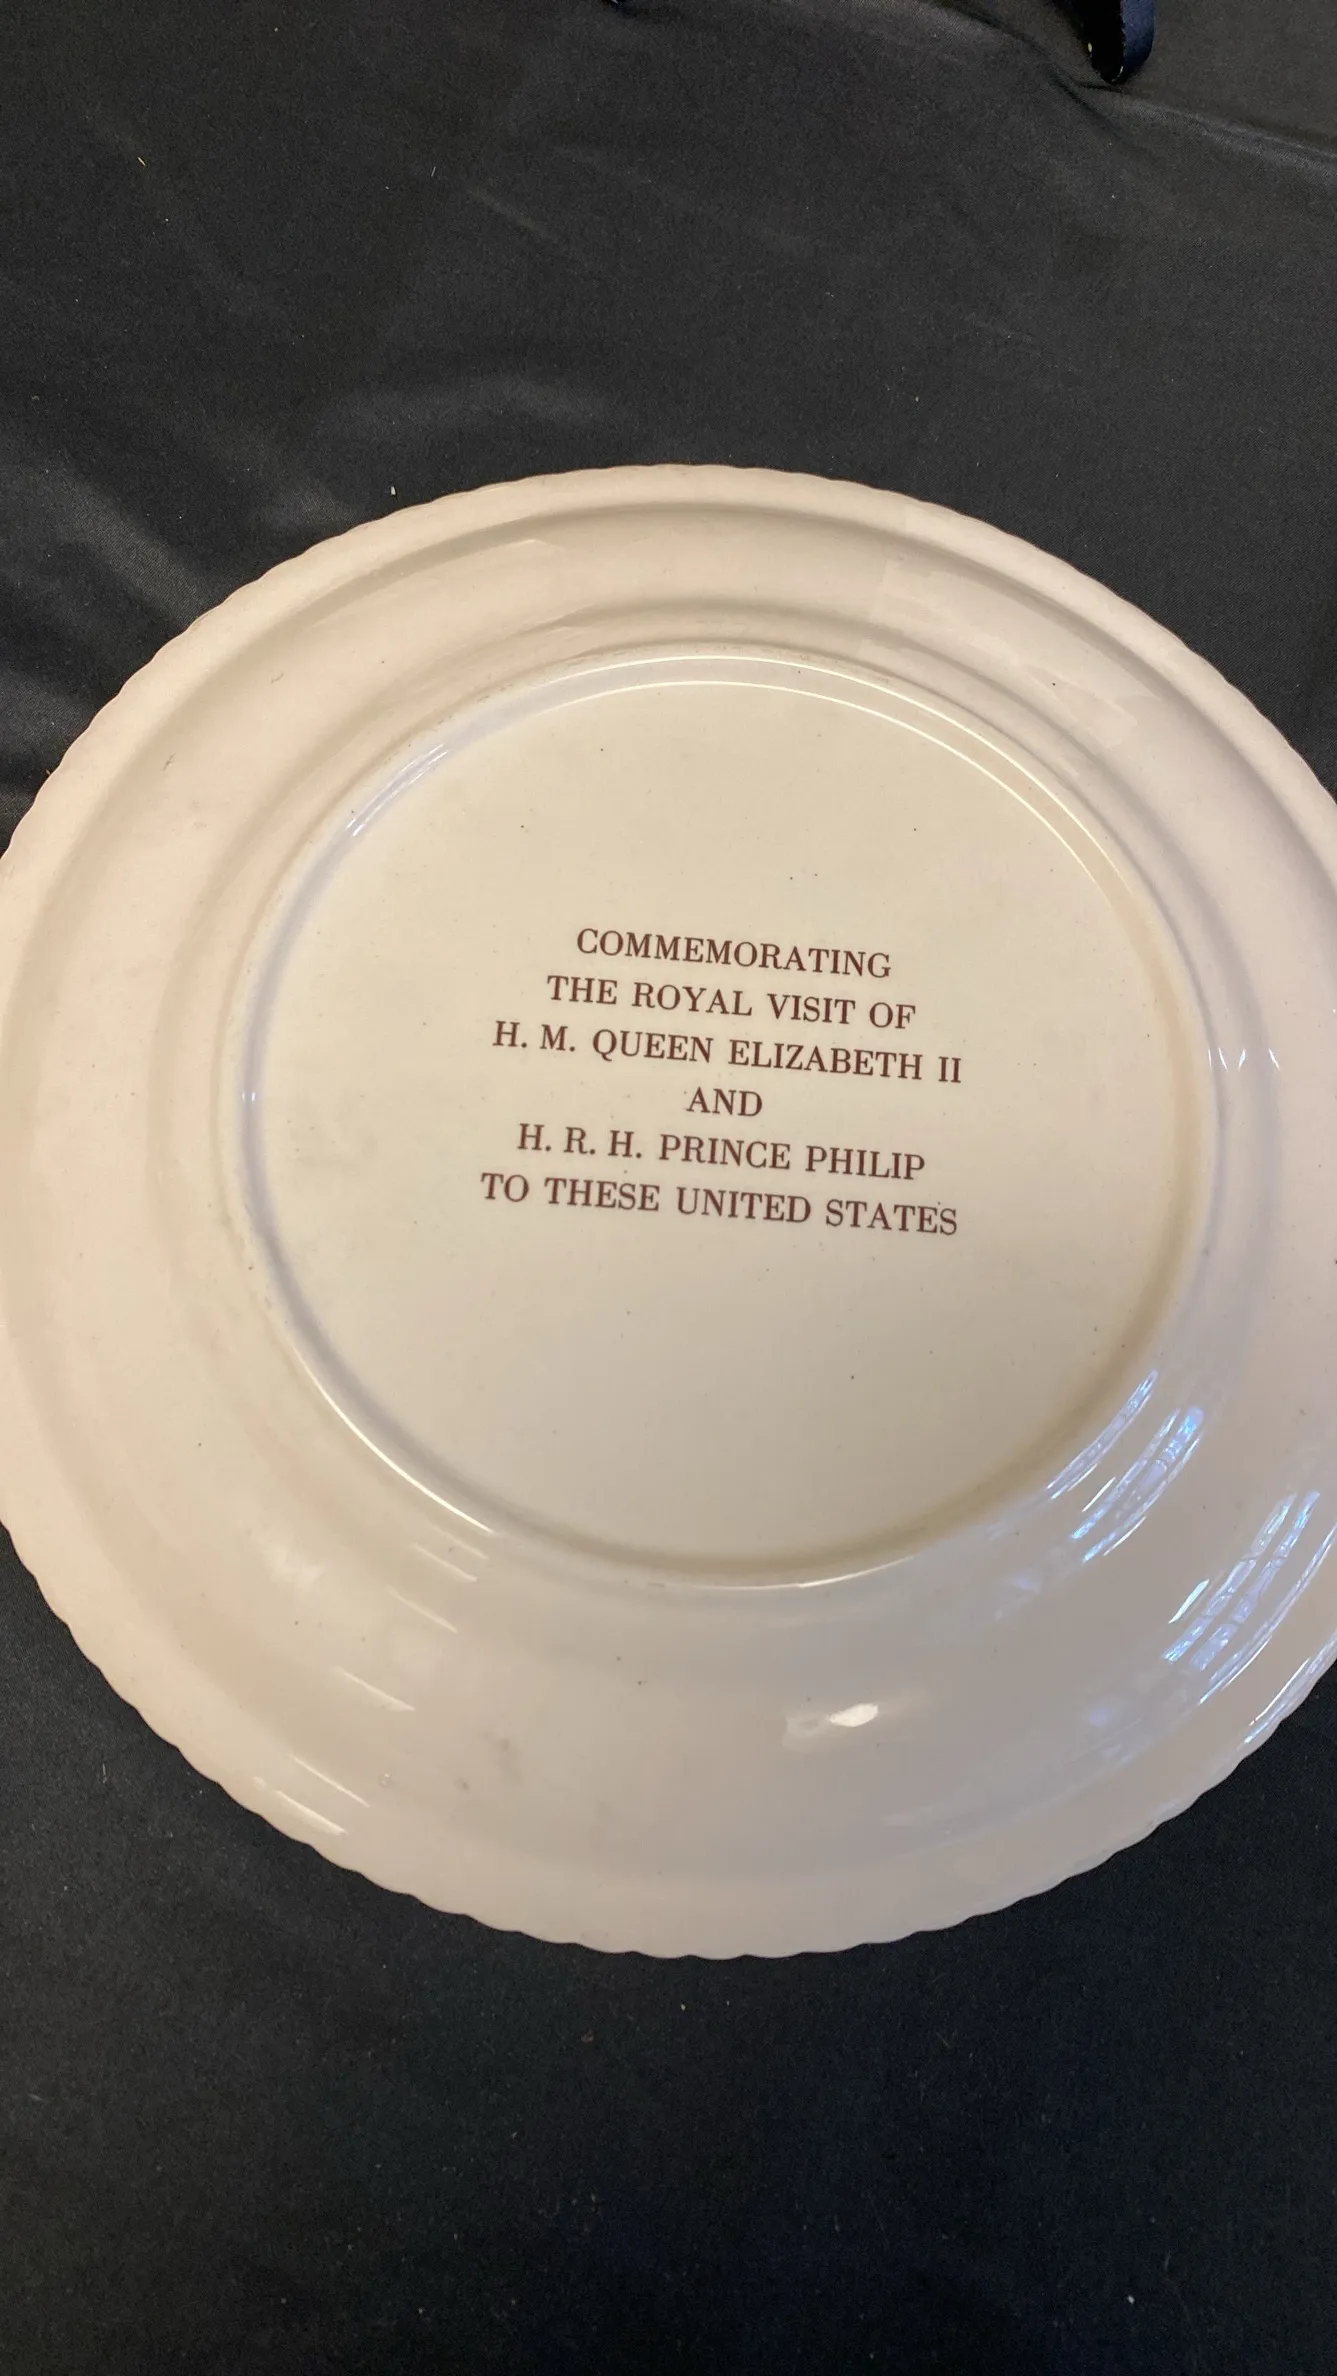 COMMEMORATING
THE ROYAL VISIT OF
H. M. QUEEN ELIZABETH II
AND
H. R. H. PRINCE PHILIP
TO THESE UNITED STATES